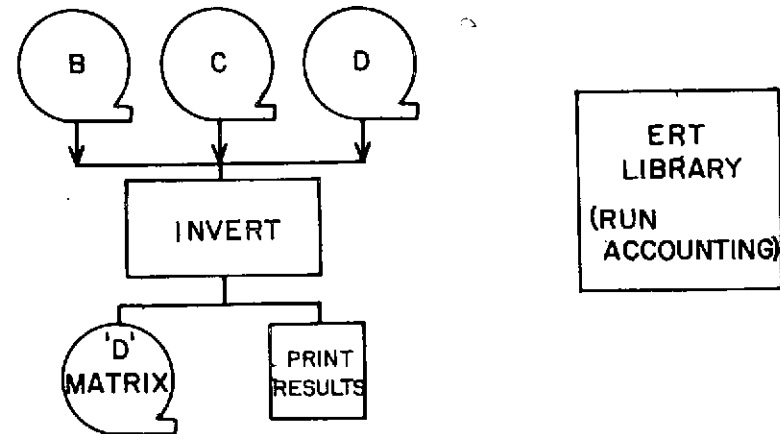 B
C
D
INVERT
'D'
MATRIX
PRINT
RESULTS
ERT
LIBRARY
(RUN
ACCOUNTING)